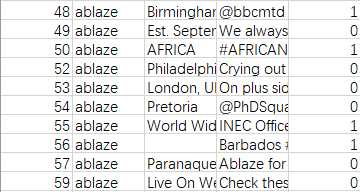 48 ablaze Birminghar @bbcmtd 1
49 ablaze Est. Septer We always 0
50 ablaze AFRICA #AFRICAN 1
52 ablaze Philadelphi Crying out 0
53 ablaze London, U On plus sid 0
54 ablaze Pretoria @PhDSqua 0
55 ablaze World Wid INEC Office 1
56 ablaze Barbados # 1
57 ablaze Paranaque Ablaze for 0
59 ablaze Live On We Check thes 0